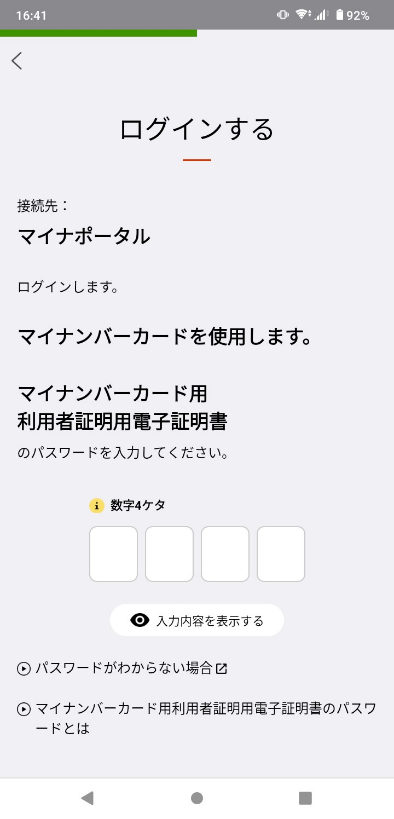 16:41
92%
ログインする
接続先：
マイナポータル
ログインします。
マイナンバーカードを使用します。
マイナンバーカード用
利用者証明用電子証明書
のパスワードを入力してください。
数字4ケタ
入力内容を表示する
パスワードがわからない場合
マイナンバーカード用利用者証明用電子証明書のパスワ
ードとは